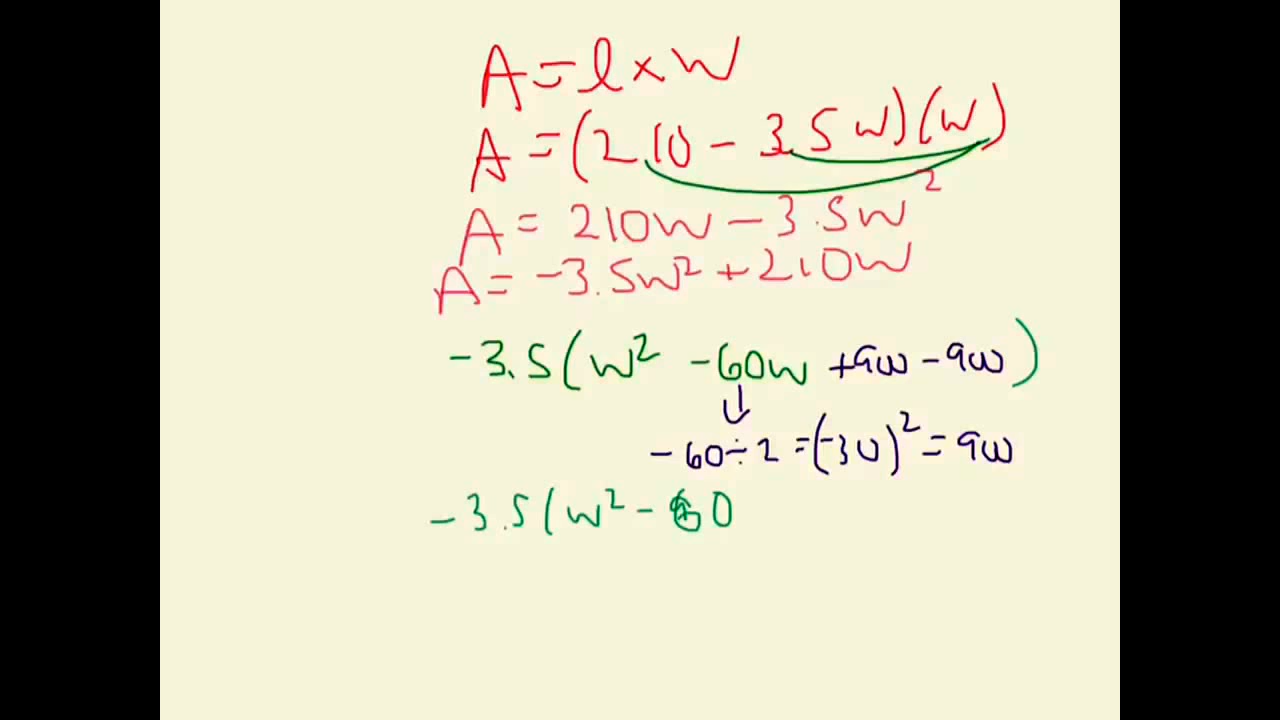 A = l × w
A = (210 - 3.5w)(w)
A = 210w - 3.5w²
A = -3.5w² + 210w
-3.5(w² - 60w + 900 - 900)
-60 ÷ 2 = (-30)² = 900
-3.5(w² - 60